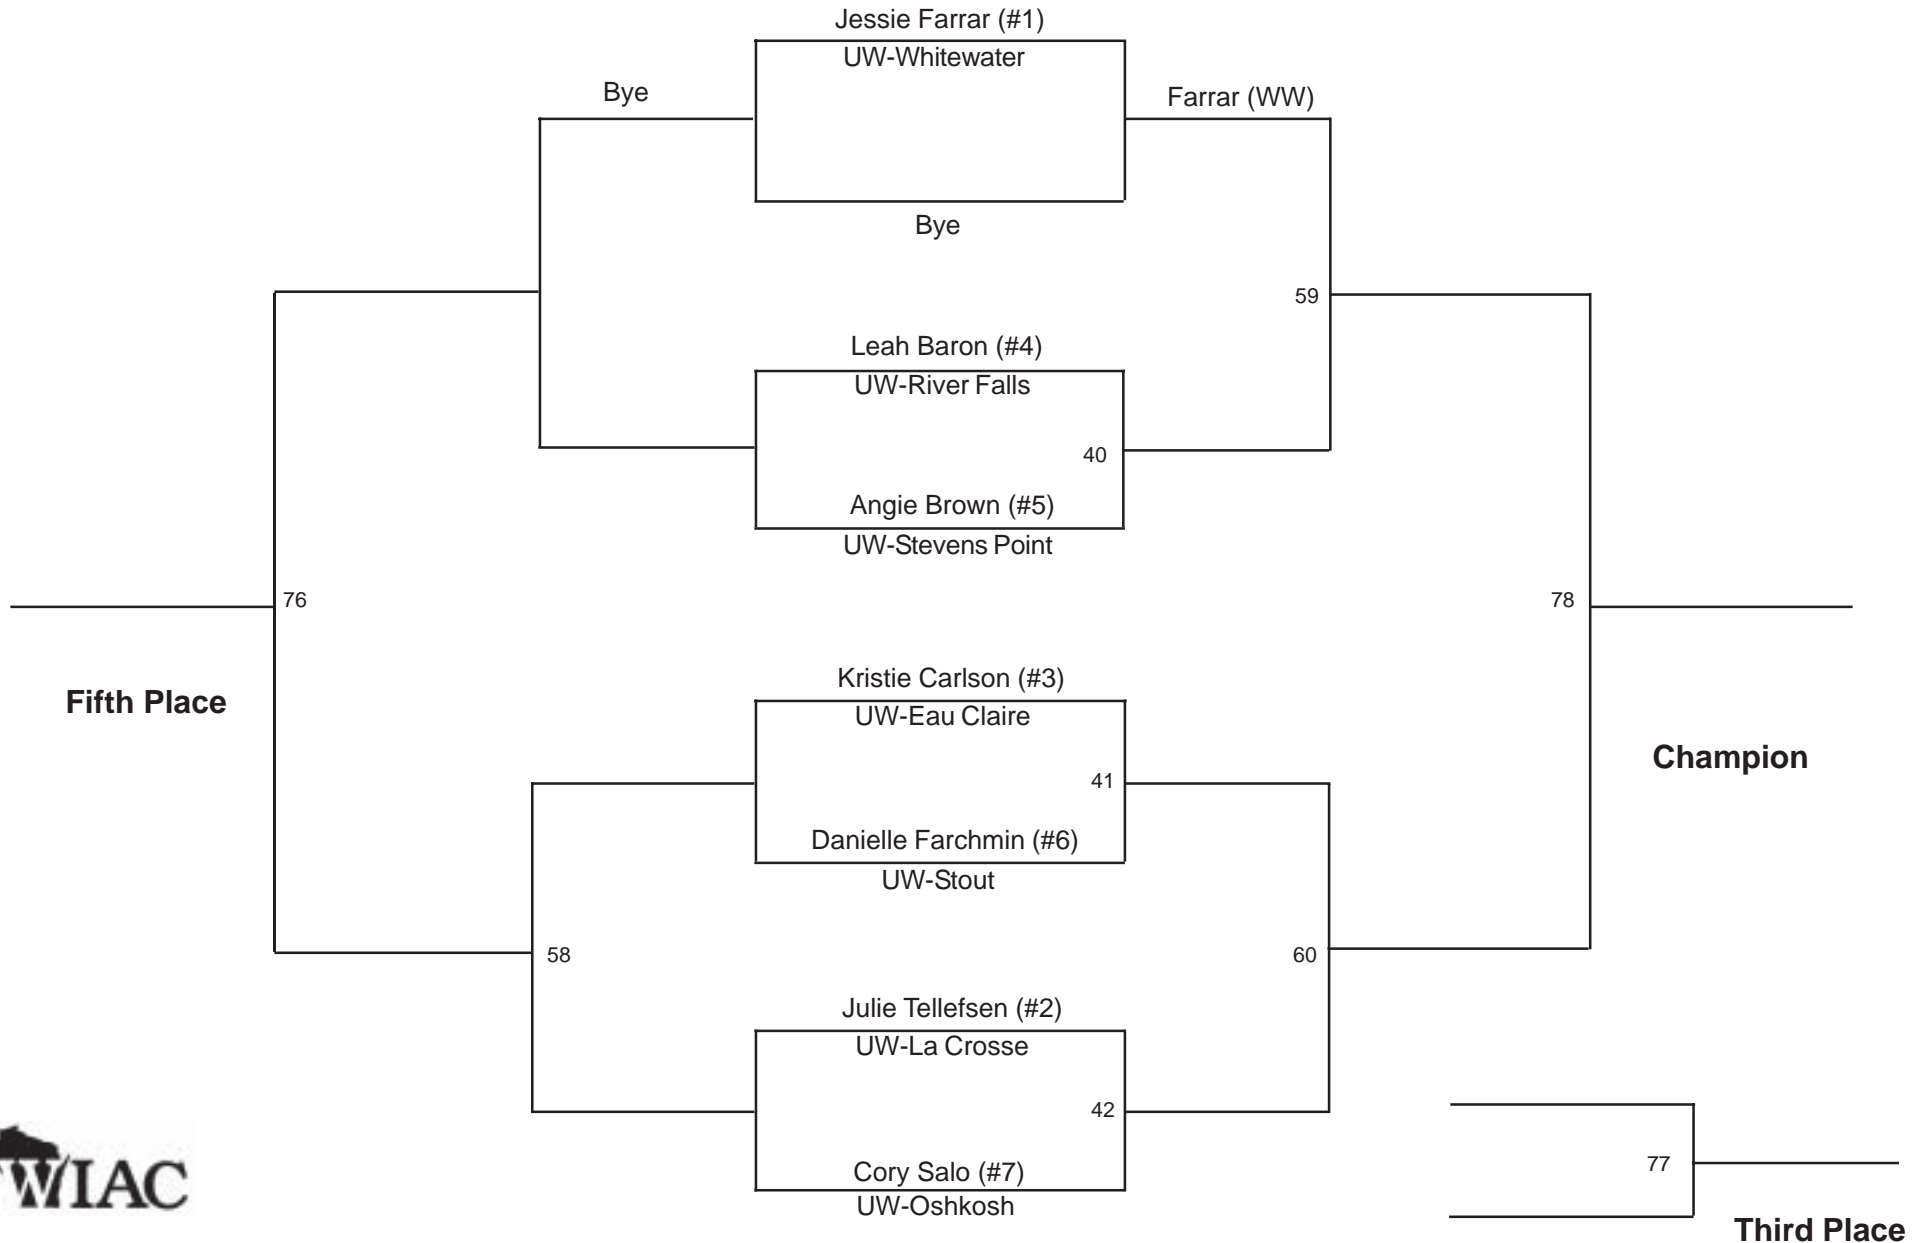 Jessie Farrar (#1)
UW-Whitewater
Bye
Farrar (WW)
Bye
59
Leah Baron (#4)
UW-River Falls
40
Angie Brown (#5)
UW-Stevens Point
76
78
Fifth Place
Kristie Carlson (#3)
UW-Eau Claire
Champion
41
Danielle Farchmin (#6)
UW-Stout
58
60
Julie Tellefsen (#2)
UW-La Crosse
42
Cory Salo (#7)
UW-Oshkosh
77
Third Place
WIAC